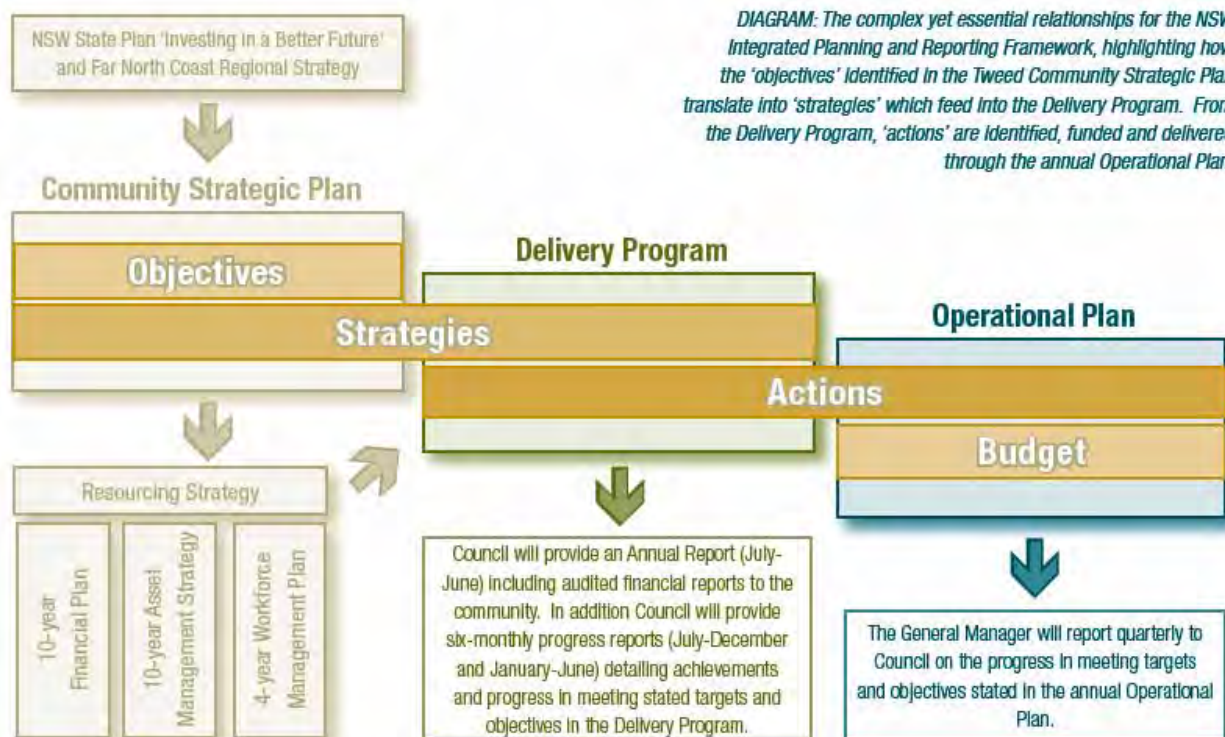 NSW State Plan 'Investing in a Better Future'
and Far North Coast Regional Strategy
DIAGRAM: The complex yet essential relationships for the NSW
Integrated Planning and Reporting Framework, highlighting how
the 'objectives' identified in the Tweed Community Strategic Plan
translate into 'strategies' which feed into the Delivery Program. From
the Delivery Program, 'actions' are identified, funded and delivered
through the annual Operational Plan
Community Strategic Plan
Objectives
Delivery Program
Strategies
Operational Plan
Actions
Budget
Resourcing Strategy
10-year
Financial Plan
10-year Asset
Management Strategy
4-year Workforce
Management Plan
Council will provide an Annual Report (July-
June) including audited financial reports to the
community. In addition Council will provide
six-monthly progress reports (July-December
and January-June) detailing achievements
and progress in meeting stated targets and
objectives in the Delivery Program.
The General Manager will report quarterly to
Council on the progress in meeting targets
and objectives stated in the annual Operational
Plan.